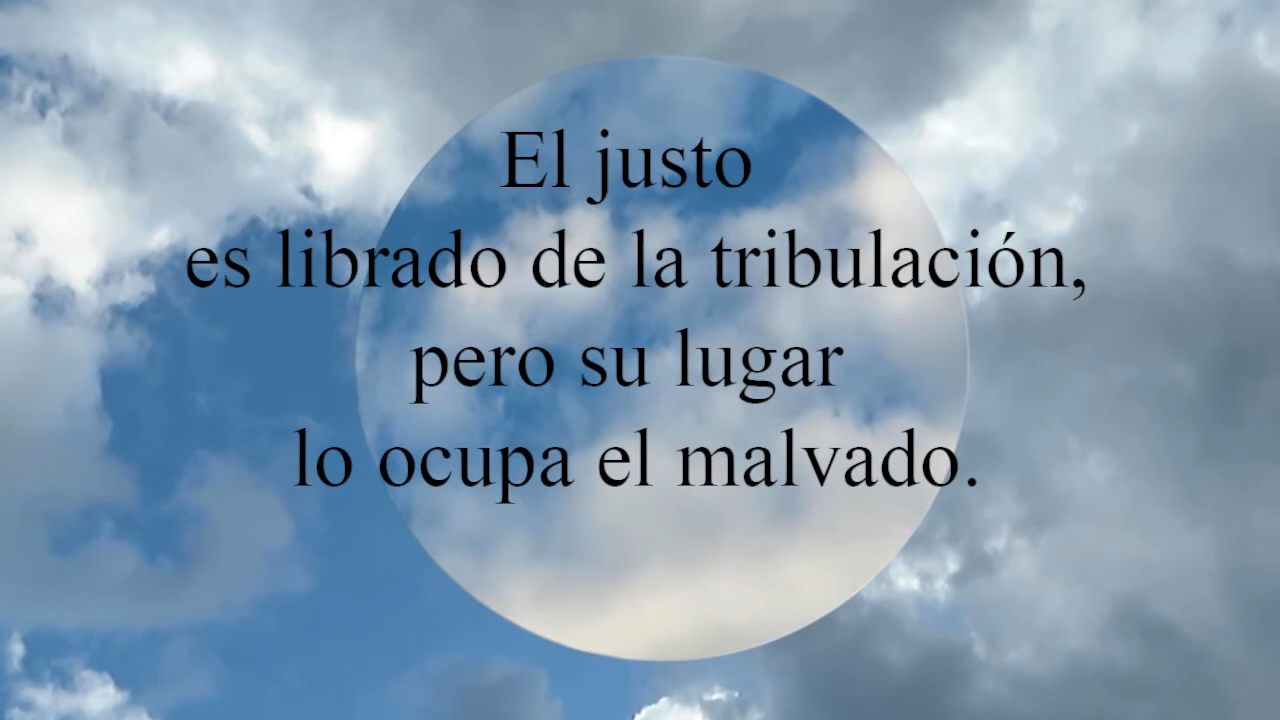 El justo
es librado de la tribulación,
pero su lugar
lo ocupa el malvado.